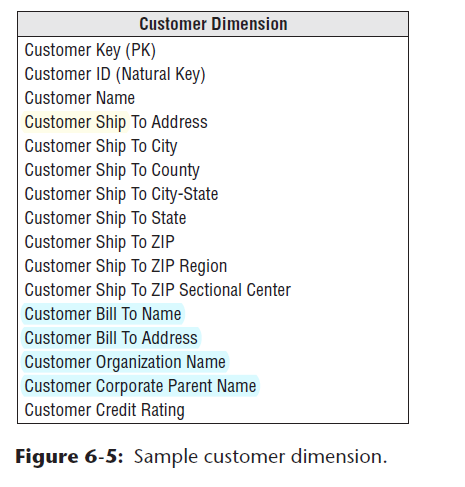 Customer Dimension
Customer Key (PK)
Customer ID (Natural Key)
Customer Name
Customer Ship To Address
Customer Ship To City
Customer Ship To County
Customer Ship To City-State
Customer Ship To State
Customer Ship To ZIP
Customer Ship To ZIP Region
Customer Ship To ZIP Sectional Center
Customer Bill To Name
Customer Bill To Address
Customer Organization Name
Customer Corporate Parent Name
Customer Credit Rating
Figure 6-5: Sample customer dimension.